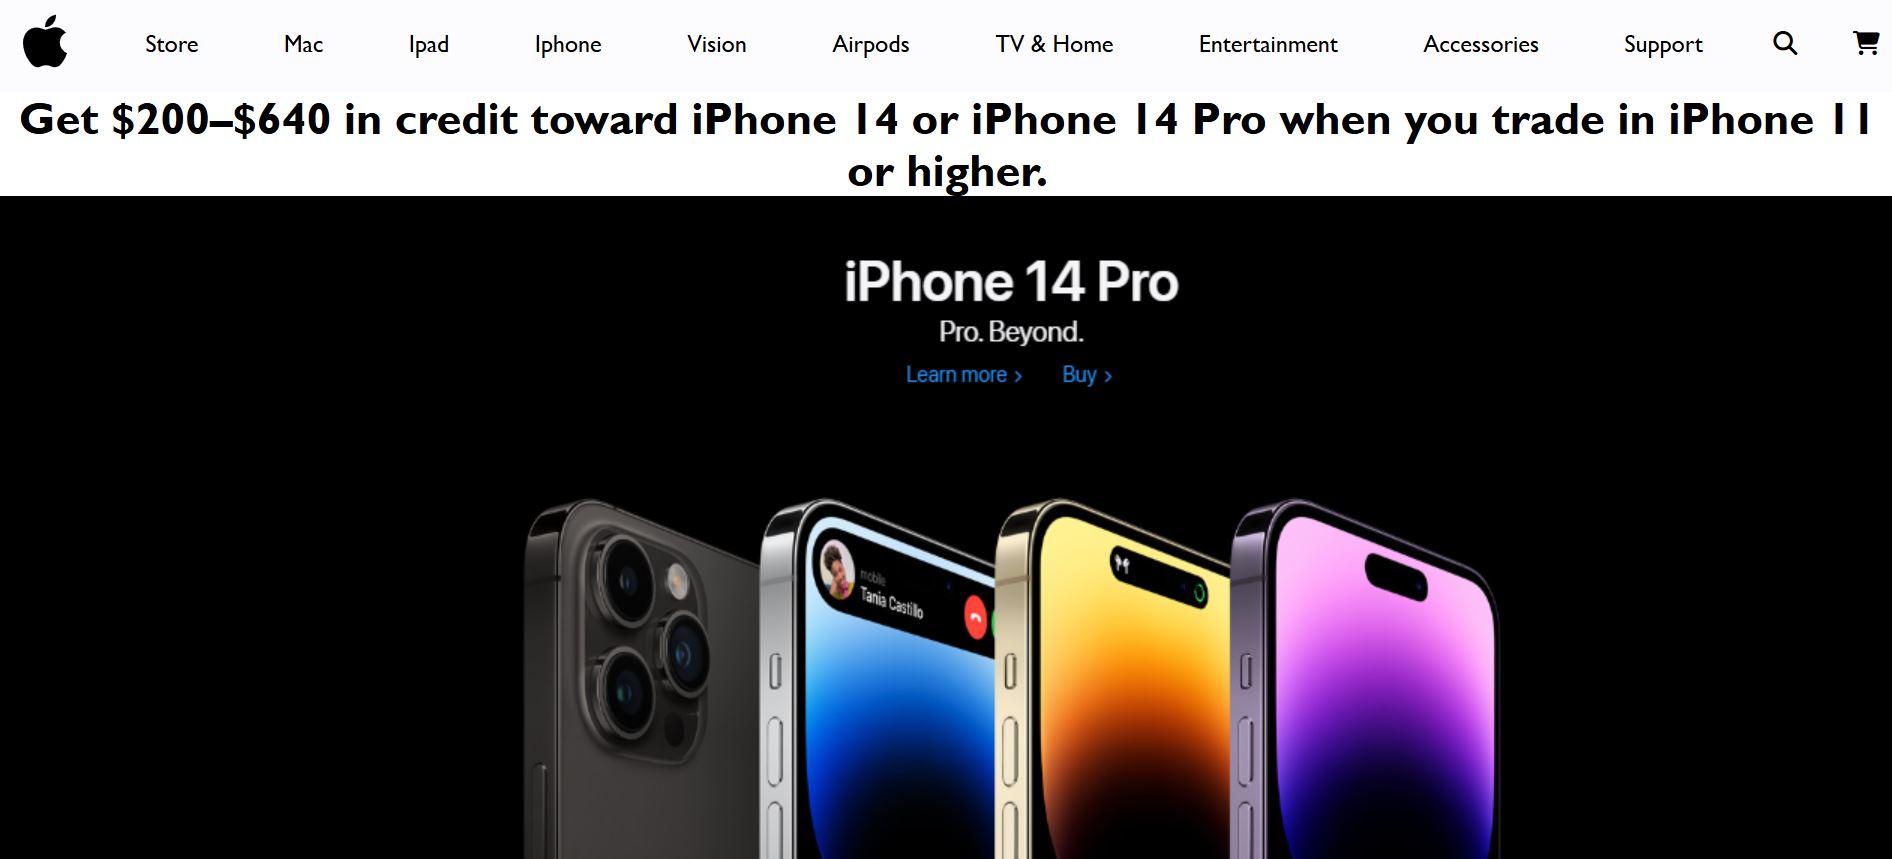 Store Mac Ipad Iphone Vision Airpods TV & Home Entertainment Accessories Support
Get $200–$640 in credit toward iPhone 14 or iPhone 14 Pro when you trade in iPhone 11
or higher.
iPhone 14 Pro
Pro. Beyond.
Learn more > Buy >
mobile
Tania Castillo